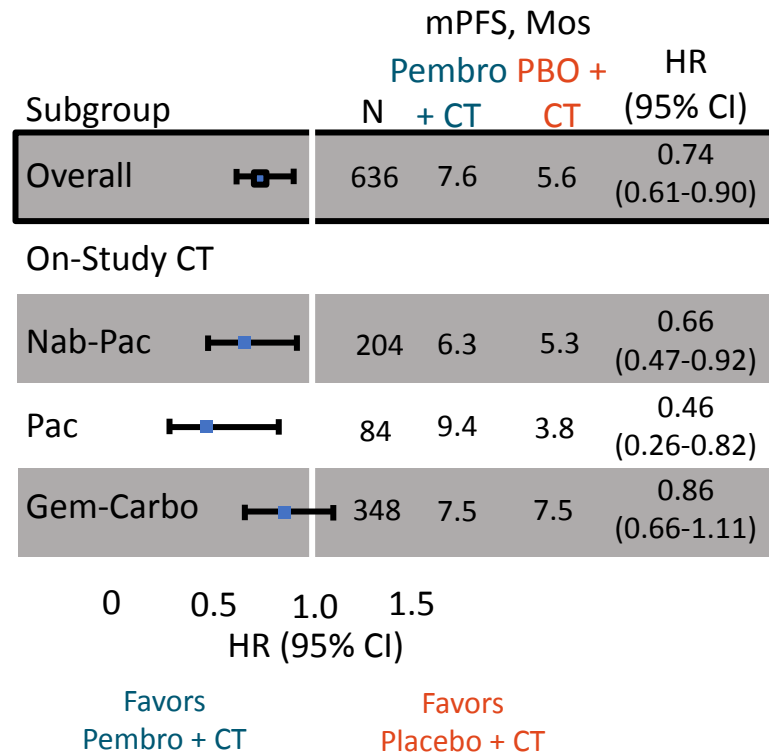 mPFS, Mos
Subgroup N Pembro + CT PBO + CT HR (95% CI)
Overall 636 7.6 5.6 0.74 (0.61-0.90)
On-Study CT
Nab-Pac 204 6.3 5.3 0.66 (0.47-0.92)
Pac 84 9.4 3.8 0.46 (0.26-0.82)
Gem-Carbo 348 7.5 7.5 0.86 (0.66-1.11)
0 0.5 1.0 1.5
HR (95% CI)
Favors Pembro + CT
Favors Placebo + CT